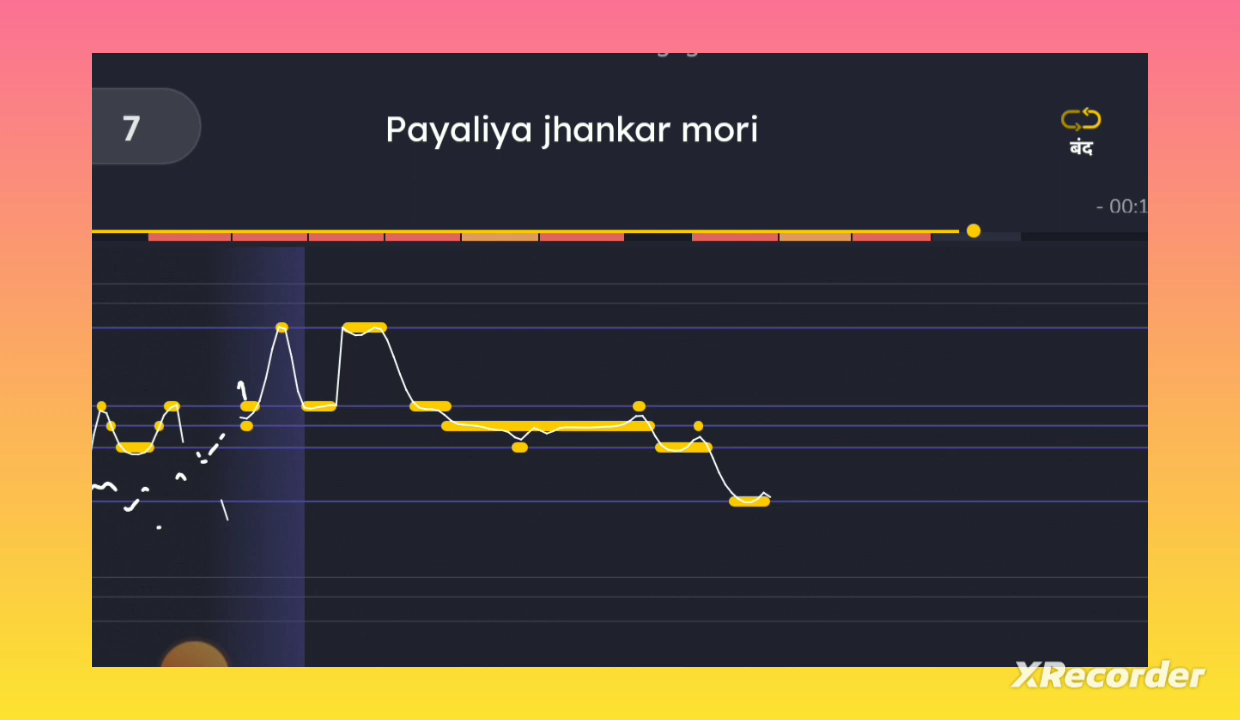 7
Payaliya jhankar mori
बंद
- 00:1
XRecorder